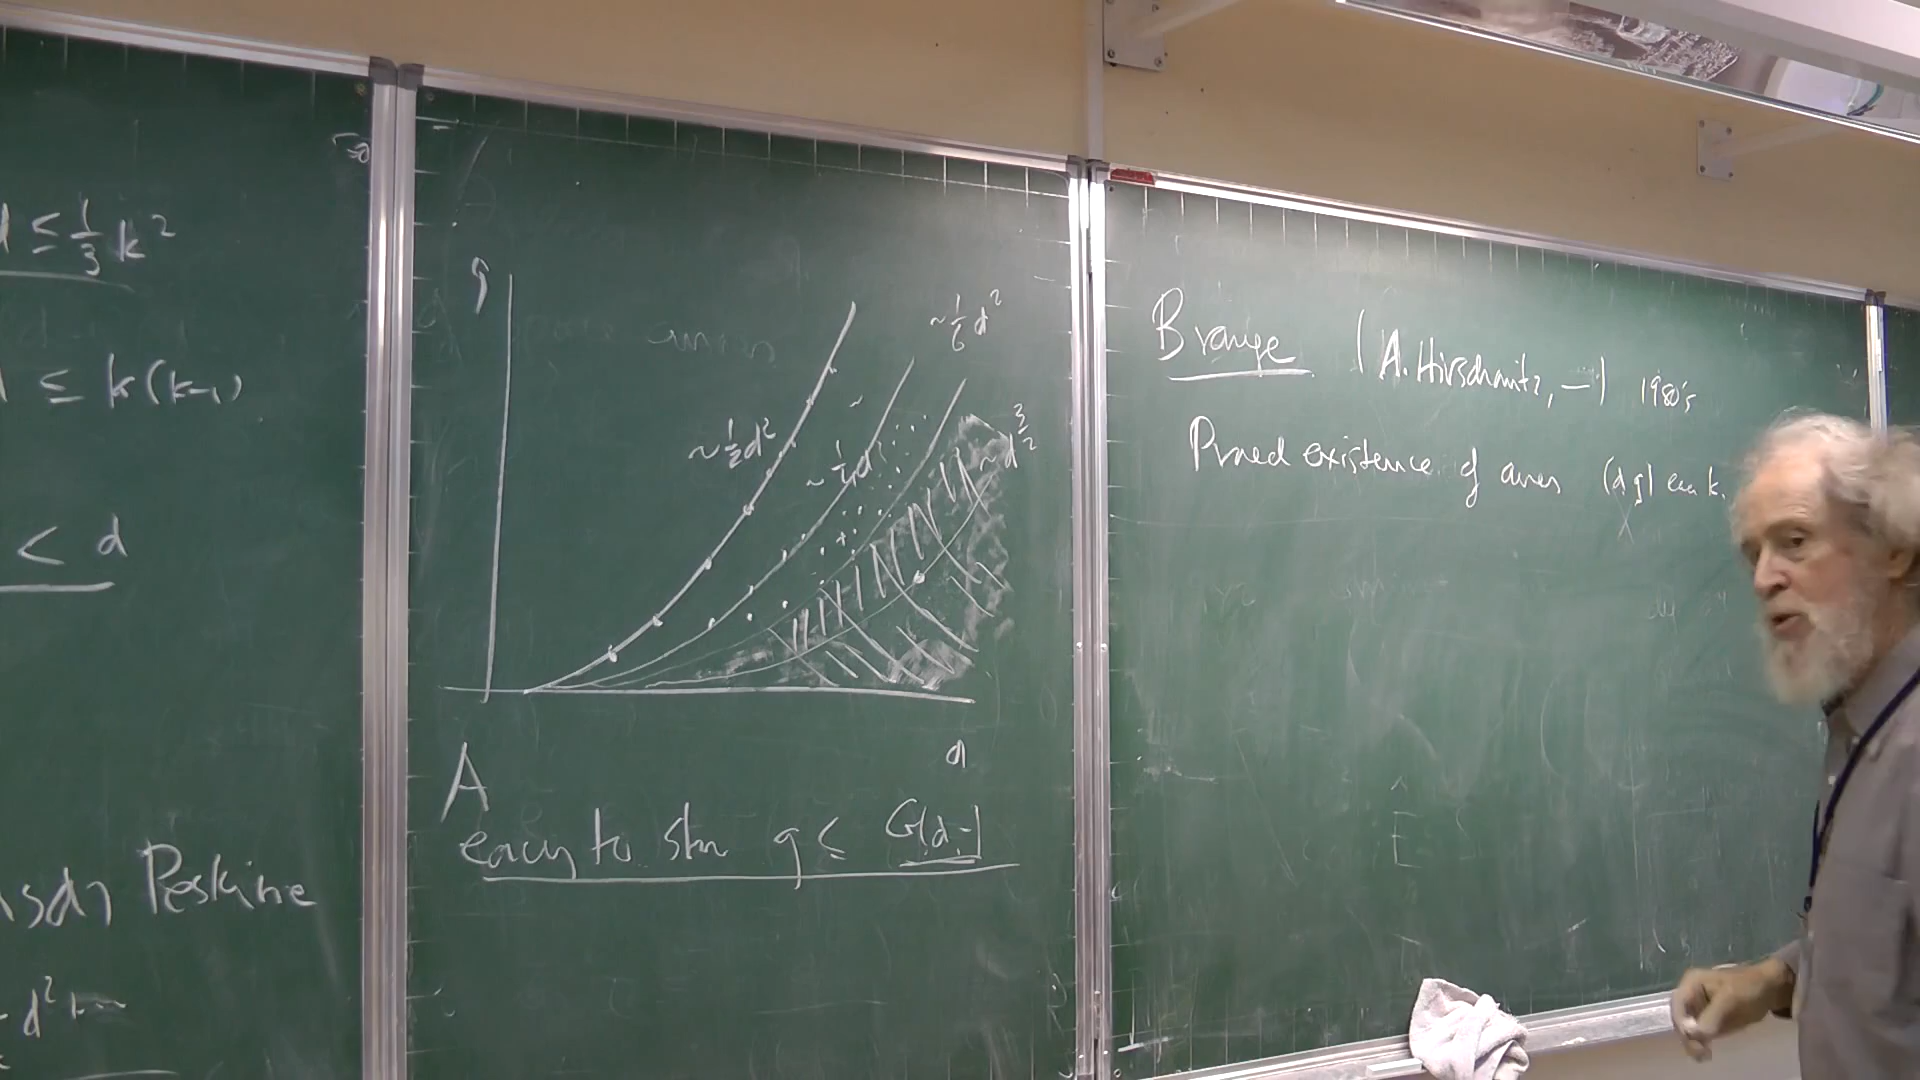 ≤ 1/3 k²
≤ k(k-1)
< d
Peskine
d² + ...
g
~ 1/2 d²
~ 1/4 d²
~ 1/6 d²
~ d^{3/2}
d
A
easy to show g ≤ G(d,-)
B range (A. Hirschowitz, —) 1980's
Proved existence of curves (d g) each k.